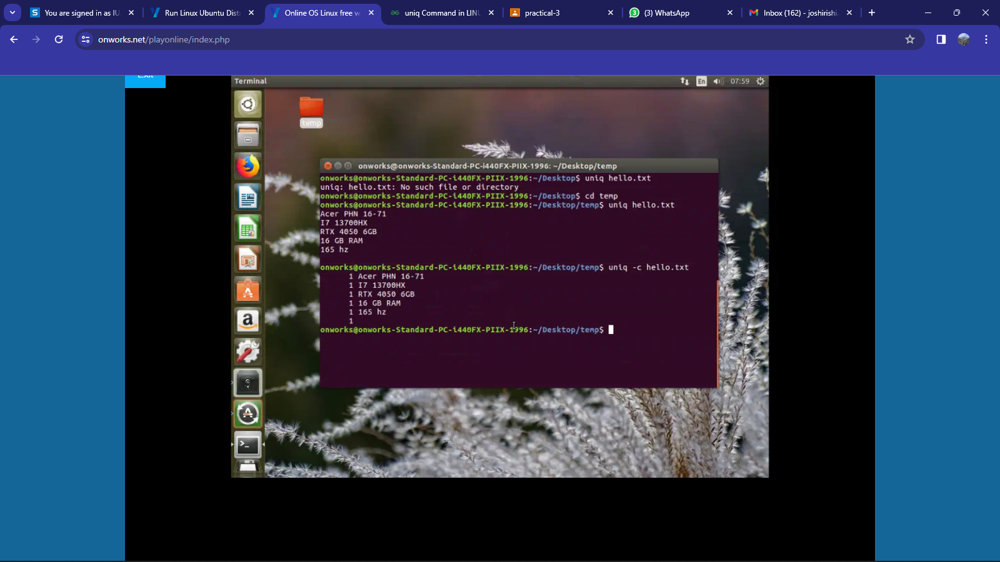 You are signed in as IU
Run Linux Ubuntu Dist
Online OS Linux free w
uniq Command in LINU
practical-3
3
(3) WhatsApp
Inbox (162) - joshirishi
onworks.net/playonline/index.php
Exit
Terminal
En
07:59
temp
onworks@onworks-Standard-PC-i440FX-PIIX-1996: ~/Desktop/temp
onworks@onworks-Standard-PC-i440FX-PIIX-1996:~/Desktop$ uniq hello.txt
uniq: hello.txt: No such file or directory
onworks@onworks-Standard-PC-i440FX-PIIX-1996:~/Desktop$ cd temp
onworks@onworks-Standard-PC-i440FX-PIIX-1996:~/Desktop/temp$ uniq hello.txt
Acer PHN 16-71
I7 13700HX
RTX 4050 6GB
16 GB RAM
165 hz
onworks@onworks-Standard-PC-i440FX-PIIX-1996:~/Desktop/temp$ uniq -c hello.txt
1 Acer PHN 16-71
1 I7 13700HX
1 RTX 4050 6GB
1 16 GB RAM
1 165 hz
1
onworks@onworks-Standard-PC-i440FX-PIIX-1996:~/Desktop/temp$